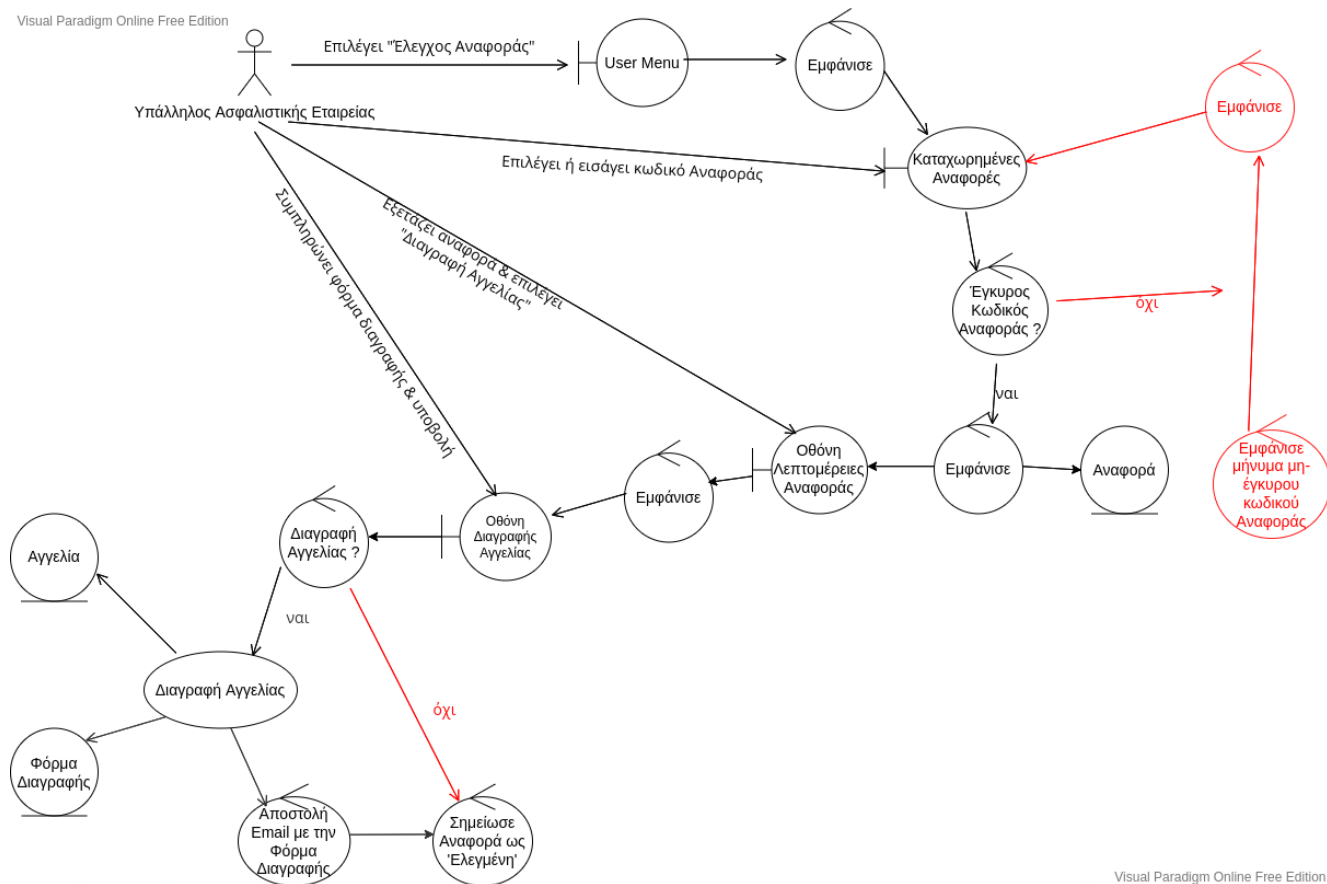 Visual Paradigm Online Free Edition
Επιλέγει "Έλεγχος Αναφοράς"
User Menu
Εμφάνισε
Εμφάνισε
Υπάλληλος Ασφαλιστικής Εταιρείας
Επιλέγει ή εισάγει κωδικό Αναφοράς
Καταχωρημένες
Αναφορές
Συμπληρώνει φόρμα διαγραφής & υποβολή
Εξετάζει αναφορά & επιλέγει
"Διαγραφή Αγγελίας"
Έγκυρος
Κωδικός
Αναφοράς ?
όχι
ναι
Οθόνη
Λεπτομέρειες
Αναφοράς
Εμφάνισε
Αναφορά
Εμφάνισε
μήνυμα μη-
έγκυρου
κωδικού
Αναφοράς
Εμφάνισε
Οθόνη
Διαγραφής
Αγγελίας
Διαγραφή
Αγγελίας ?
Αγγελία
ναι
Διαγραφή Αγγελίας
όχι
Φόρμα
Διαγραφής
Αποστολή
Email με την
Φόρμα
Διαγραφής
Σημείωσε
Αναφορά ως
'Ελεγμένη'
Visual Paradigm Online Free Edition